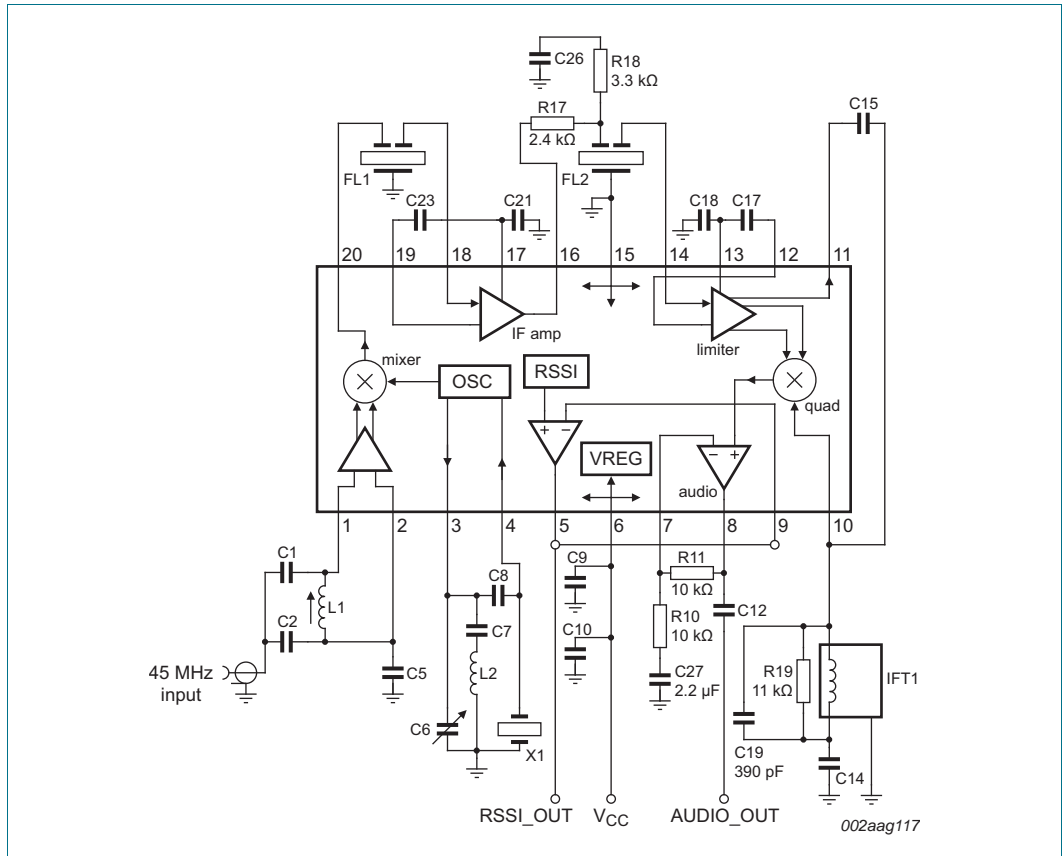 C26
R18
3.3 kΩ
R17
2.4 kΩ
C15
FL1
FL2
C23
C21
C18
C17
20
19
18
17
16
15
14
13
12
11
IF amp
limiter
mixer
OSC
RSSI
+
−
VREG
−
+
audio
quad
1
2
3
4
5
6
7
8
9
10
C1
L1
C2
C5
45 MHz
input
C8
C7
L2
C6
X1
C9
C10
R11
10 kΩ
R10
10 kΩ
C12
C27
2.2 µF
R19
11 kΩ
IFT1
C19
390 pF
C14
RSSI_OUT
VCC
AUDIO_OUT
002aag117